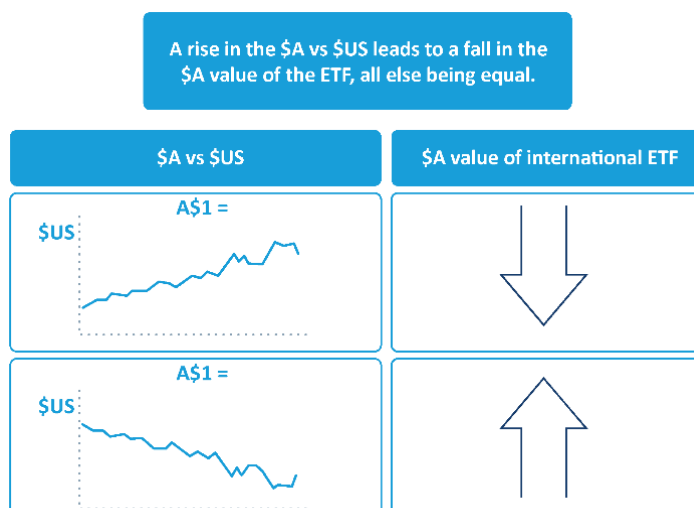 A rise in the $A vs $US leads to a fall in the
$A value of the ETF, all else being equal.
$A vs $US
$A value of international ETF
A$1 =
$US
A$1 =
$US